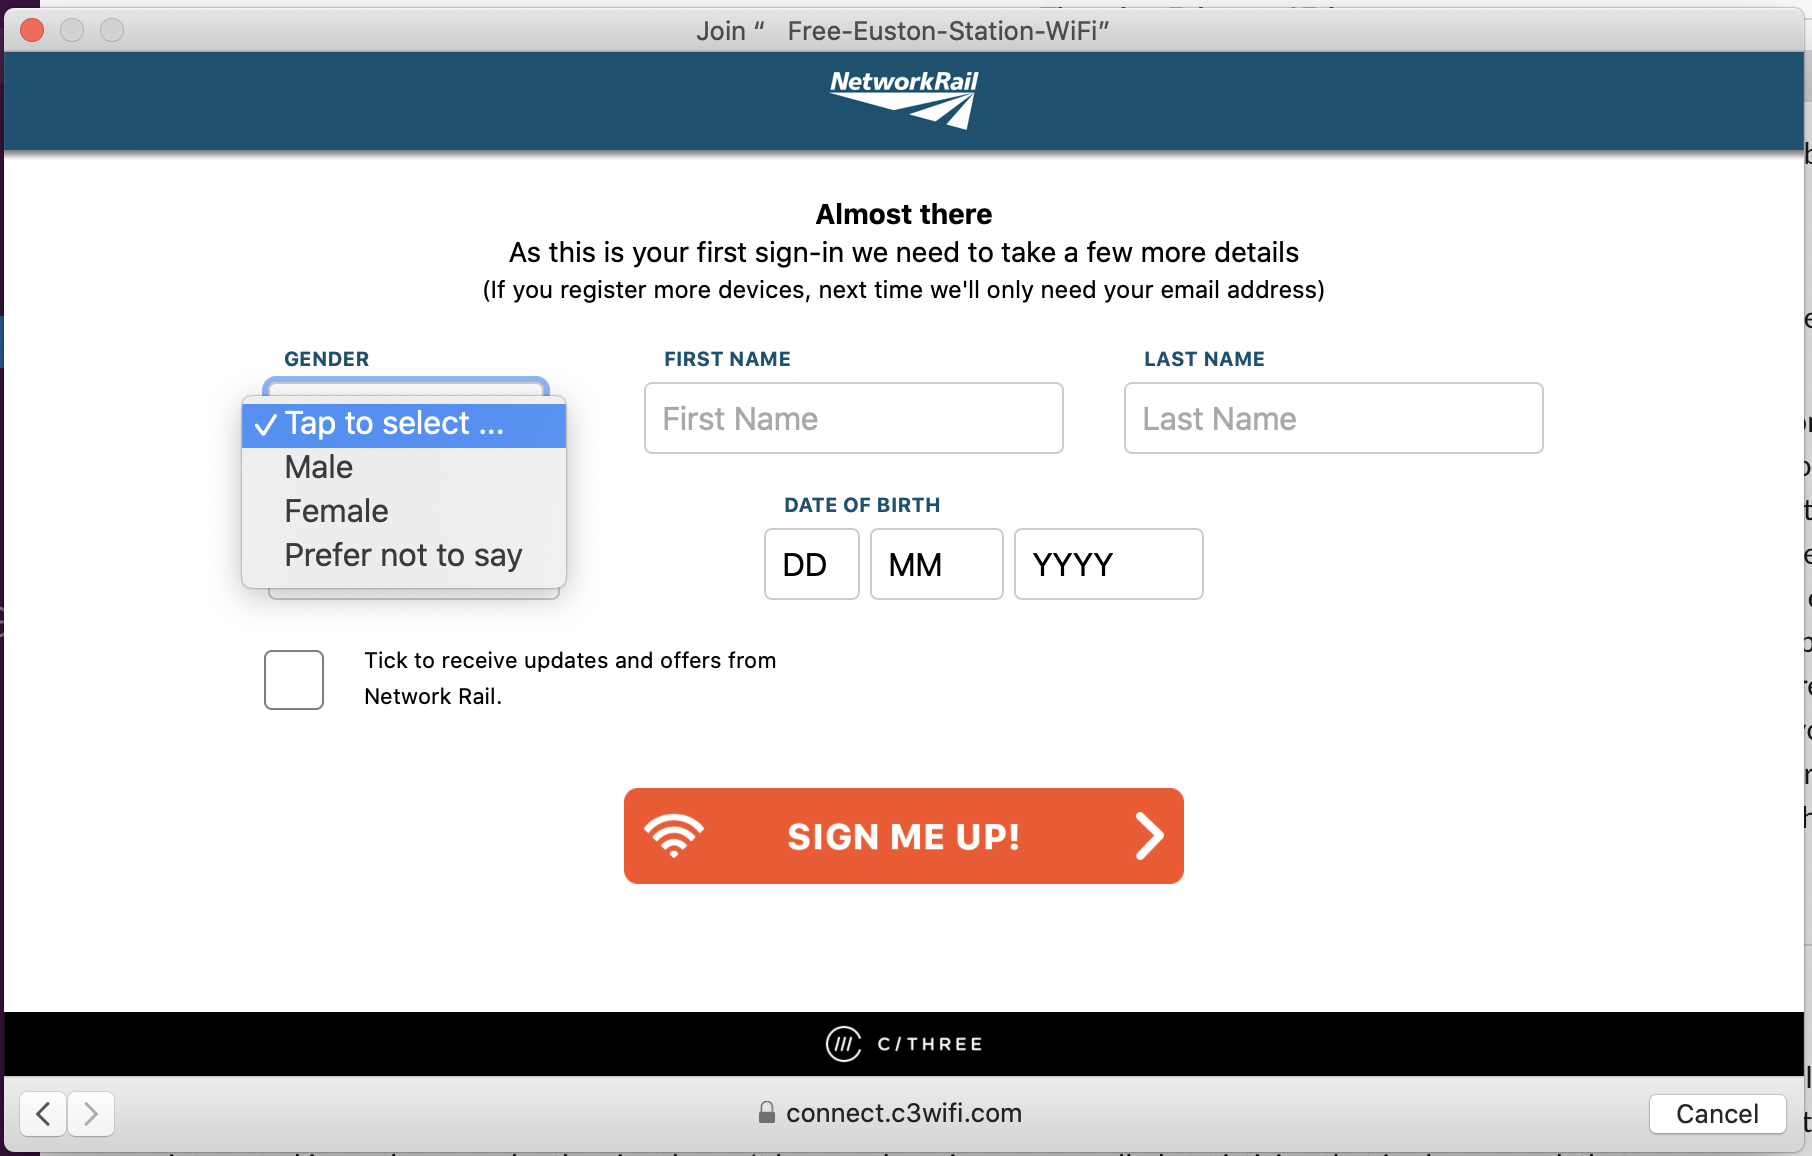 Join “ Free-Euston-Station-WiFi”
NetworkRail
Almost there
As this is your first sign-in we need to take a few more details
(If you register more devices, next time we'll only need your email address)
GENDER
FIRST NAME
LAST NAME
✓ Tap to select ...
Male
Female
Prefer not to say
First Name
Last Name
DATE OF BIRTH
DD
MM
YYYY
Tick to receive updates and offers from
Network Rail.
SIGN ME UP!
C/THREE
connect.c3wifi.com
Cancel